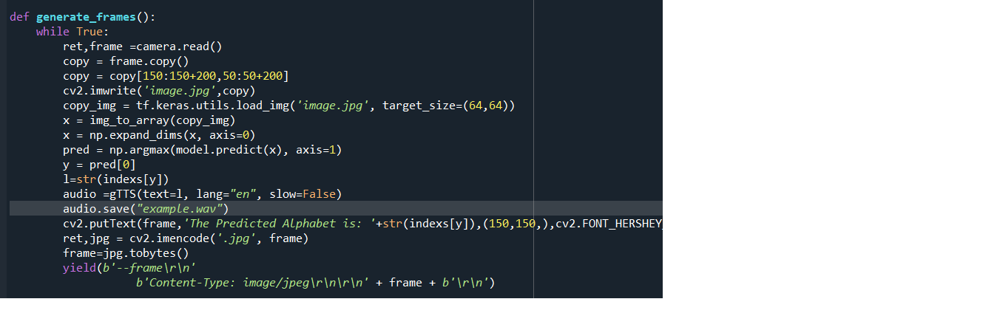 def generate_frames():
    while True:
        ret,frame =camera.read()
        copy = frame.copy()
        copy = copy[150:150+200,50:50+200]
        cv2.imwrite('image.jpg',copy)
        copy_img = tf.keras.utils.load_img('image.jpg', target_size=(64,64))
        x = img_to_array(copy_img)
        x = np.expand_dims(x, axis=0)
        pred = np.argmax(model.predict(x), axis=1)
        y = pred[0]
        l=str(indexs[y])
        audio =gTTS(text=l, lang="en", slow=False)
        audio.save("example.wav")
        cv2.putText(frame,'The Predicted Alphabet is: '+str(indexs[y]),(150,150,),cv2.FONT_HERSHEY_
        ret,jpg = cv2.imencode('.jpg', frame)
        frame=jpg.tobytes()
        yield(b'--frame\r\n'
                   b'Content-Type: image/jpeg\r\n\r\n' + frame + b'\r\n')